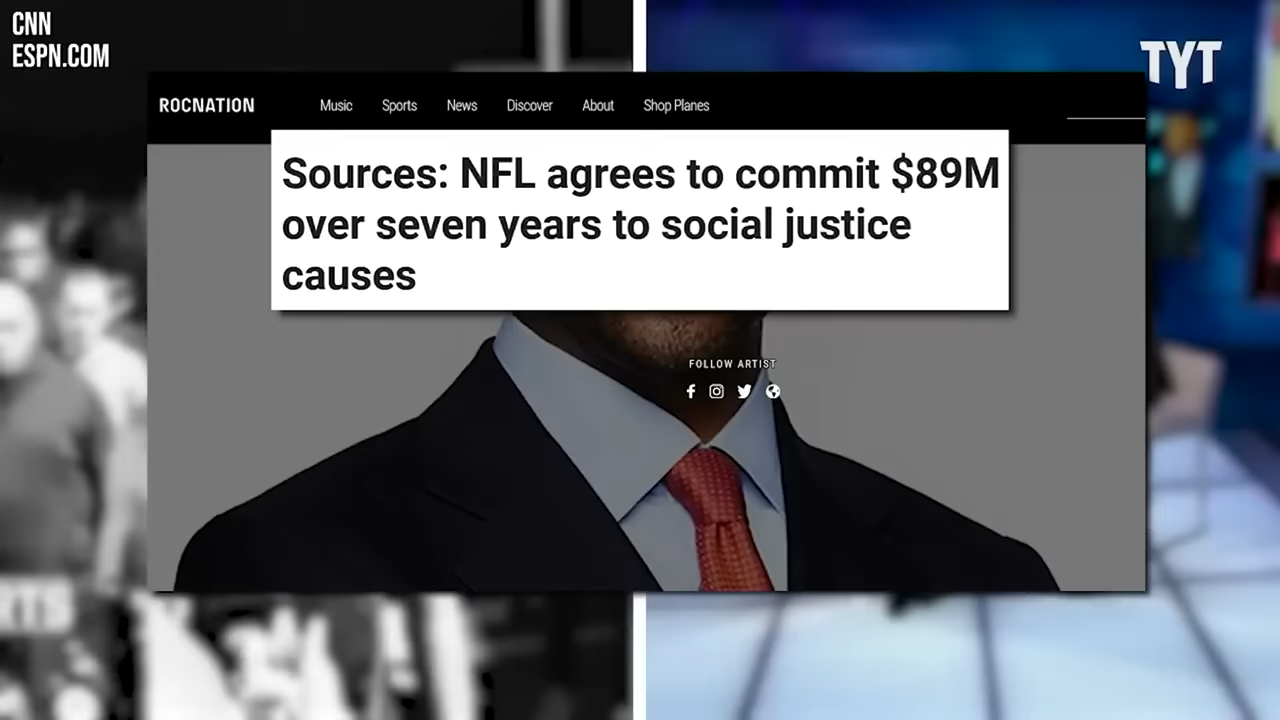 CNN
ESPN.COM
TYT
ROCNATION Music Sports News Discover About Shop Planes
Sources: NFL agrees to commit $89M
over seven years to social justice
causes
FOLLOW ARTIST
RTS